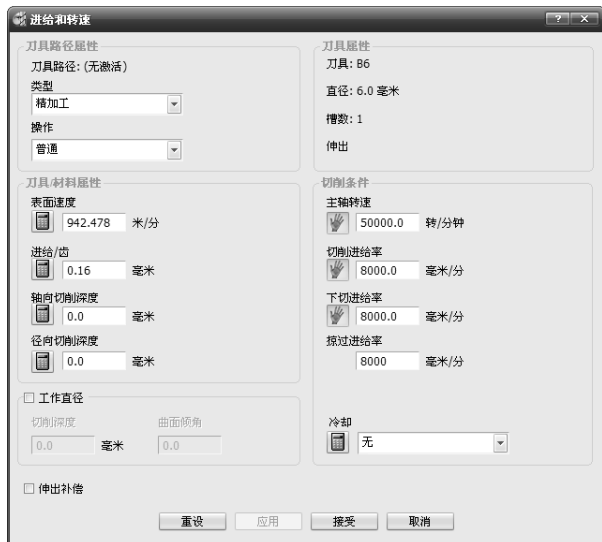 进给和转速
刀具路径属性
刀具路径: (无激活)
类型
精加工
操作
普通
刀具属性
刀具: B6
直径: 6.0 毫米
槽数: 1
伸出
刀具/材料属性
表面速度
942.478 米/分
进给/齿
0.16 毫米
轴向切削深度
0.0 毫米
径向切削深度
0.0 毫米
切削条件
主轴转速
50000.0 转/分钟
切削进给率
8000.0 毫米/分
下切进给率
8000.0 毫米/分
掠过进给率
8000 毫米/分
工作直径
切削深度 曲面倾角
0.0 毫米 0.0
冷却
无
伸出补偿
重设 应用 接受 取消